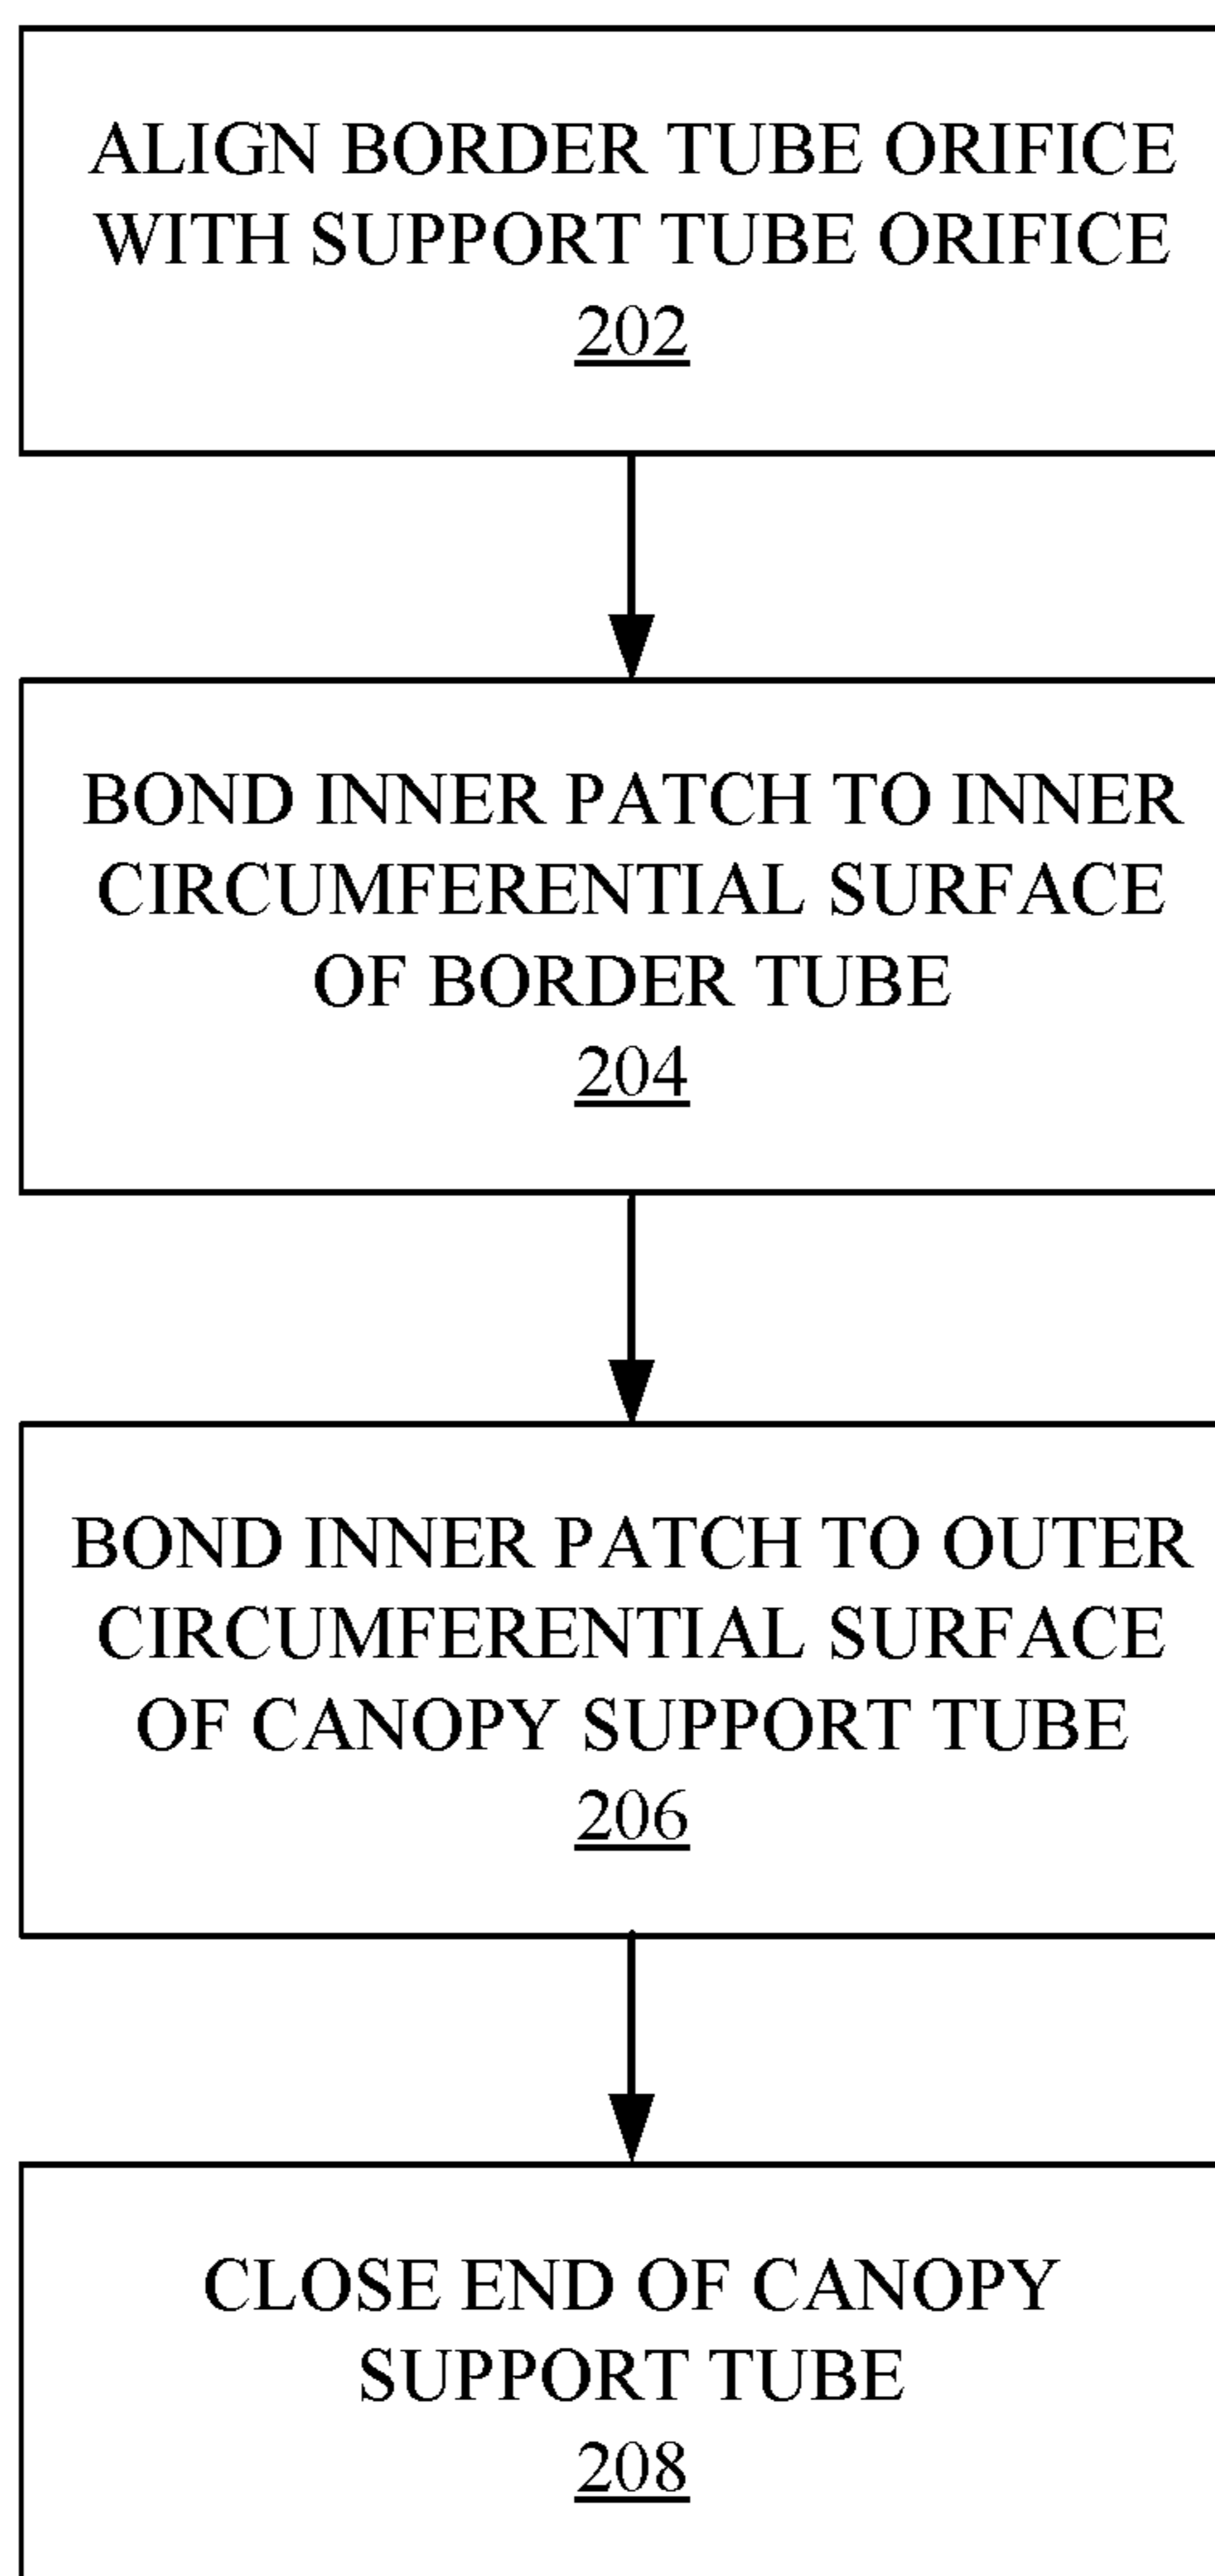 ALIGN BORDER TUBE ORIFICE
WITH SUPPORT TUBE ORIFICE
202
BOND INNER PATCH TO INNER
CIRCUMFERENTIAL SURFACE
OF BORDER TUBE
204
BOND INNER PATCH TO OUTER
CIRCUMFERENTIAL SURFACE
OF CANOPY SUPPORT TUBE
206
CLOSE END OF CANOPY
SUPPORT TUBE
208